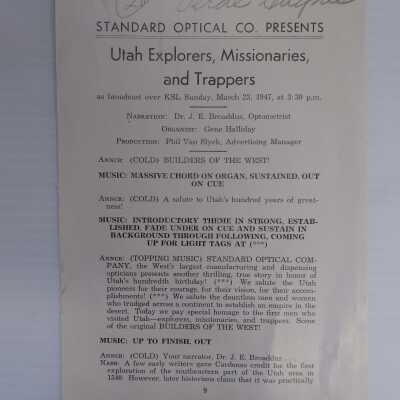 STANDARD OPTICAL CO. PRESENTS
Utah Explorers, Missionaries,
and Trappers
as broadcast over KSL Sunday, March 23, 1947, at 3:30 p.m.
NARRATION: Dr. J. E. Broaddus, Optometrist
ORGANIST: Gene Halliday
PRODUCTION: Phil Van Slyck, Advertising Manager
ANNCR: (COLD) BUILDERS OF THE WEST!
MUSIC: MASSIVE CHORD ON ORGAN, SUSTAINED, OUT
ON CUE
ANNCR: (COLD) A salute to Utah's hundred years of great-
ness!
MUSIC: INTRODUCTORY THEME IN STRONG, ESTAB-
LISHED, FADE UNDER ON CUE AND SUSTAIN IN
BACKGROUND THROUGH FOLLOWING, COMING
UP FOR LIGHT TAGS AT (***)
ANNCR: (TOPPING MUSIC) STANDARD OPTICAL COM-
PANY, the West's largest manufacturing and dispensing
opticians presents another thrilling, true story in honor of
Utah's hundredth birthday! (***) We salute the Utah
pioneers for their courage, for their vision, for their accom-
plishments! (***) We salute the dauntless men and women
who trudged across a continent to establish an empire in the
desert. Today we pay special homage to the first men who
visited Utah—explorers, missionaries, and trappers. Some
of the original BUILDERS OF THE WEST!
MUSIC: UP TO FINISH, OUT
ANNCR: (COLD) Your narrator, Dr. J. E. Broaddus . . .
NARR: A few early writers gave Cardenas credit for the first
exploration of the southeastern part of the Utah area in
1540. However, later historians claim that it was practically
9